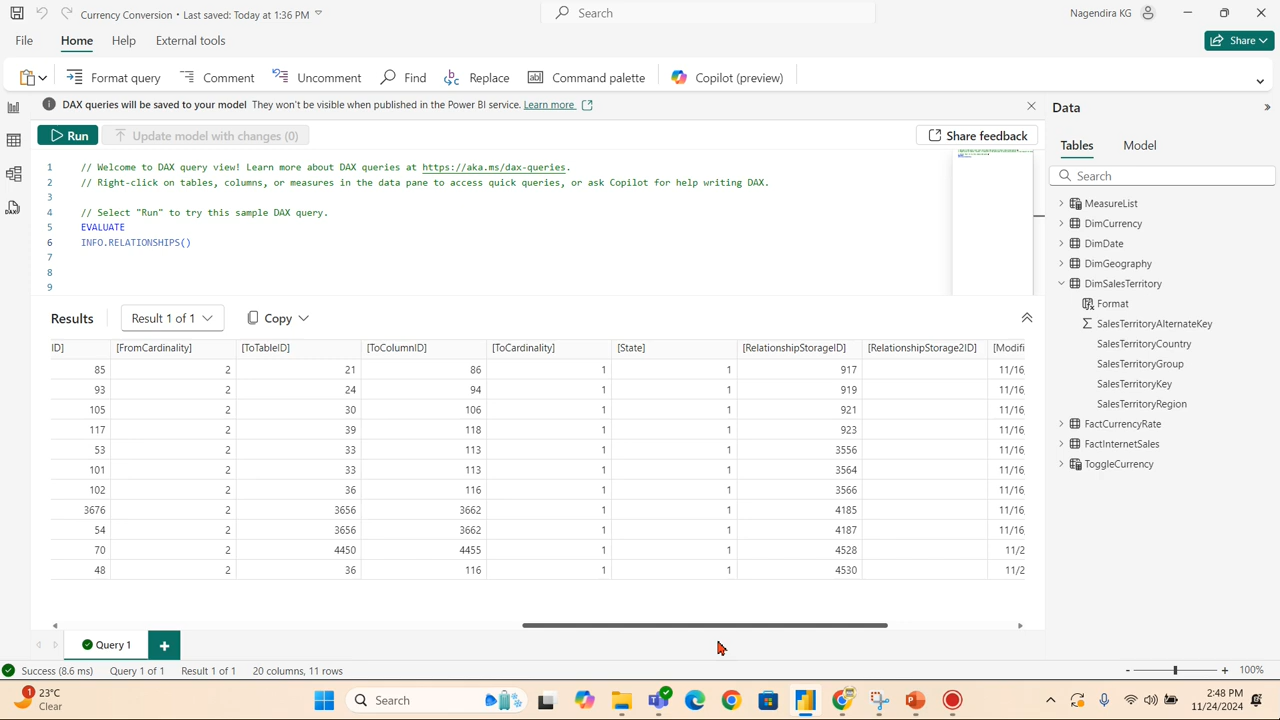 Currency Conversion • Last saved: Today at 1:36 PM
Search
Nagendira KG
File Home Help External tools
Share
Format query Comment Uncomment Find Replace Command palette Copilot (preview)
DAX queries will be saved to your model They won't be visible when published in the Power BI service. Learn more
Run Update model with changes (0) Share feedback
1 // Welcome to DAX query view! Learn more about DAX queries at https://aka.ms/dax-queries.
2 // Right-click on tables, columns, or measures in the data pane to access quick queries, or ask Copilot for help writing DAX.
3
4 // Select "Run" to try this sample DAX query.
5 EVALUATE
6 INFO.RELATIONSHIPS()
7
8
9
Results Result 1 of 1 Copy
ID] [FromCardinality] [ToTableID] [ToColumnID] [ToCardinality] [State] [RelationshipStorageID] [RelationshipStorage2ID] [Modifi
85 2 21 86 1 1 917 11/16,
93 2 24 94 1 1 919 11/16,
105 2 30 106 1 1 921 11/16,
117 2 39 118 1 1 923 11/16,
53 2 33 113 1 1 3556 11/16,
101 2 33 113 1 1 3564 11/16,
102 2 36 116 1 1 3566 11/16,
3676 2 3656 3662 1 1 4185 11/16,
54 2 3656 3662 1 1 4187 11/16,
70 2 4450 4455 1 1 4528 11/2
48 2 36 116 1 1 4530 11/2
Query 1
Success (8.6 ms) Query 1 of 1 Result 1 of 1 20 columns, 11 rows
- + 100%
Data
Tables Model
Search
MeasureList
DimCurrency
DimDate
DimGeography
DimSalesTerritory
Format
SalesTerritoryAlternateKey
SalesTerritoryCountry
SalesTerritoryGroup
SalesTerritoryKey
SalesTerritoryRegion
FactCurrencyRate
FactInternetSales
ToggleCurrency
1
23°C
Clear
Search
2:48 PM
11/24/2024